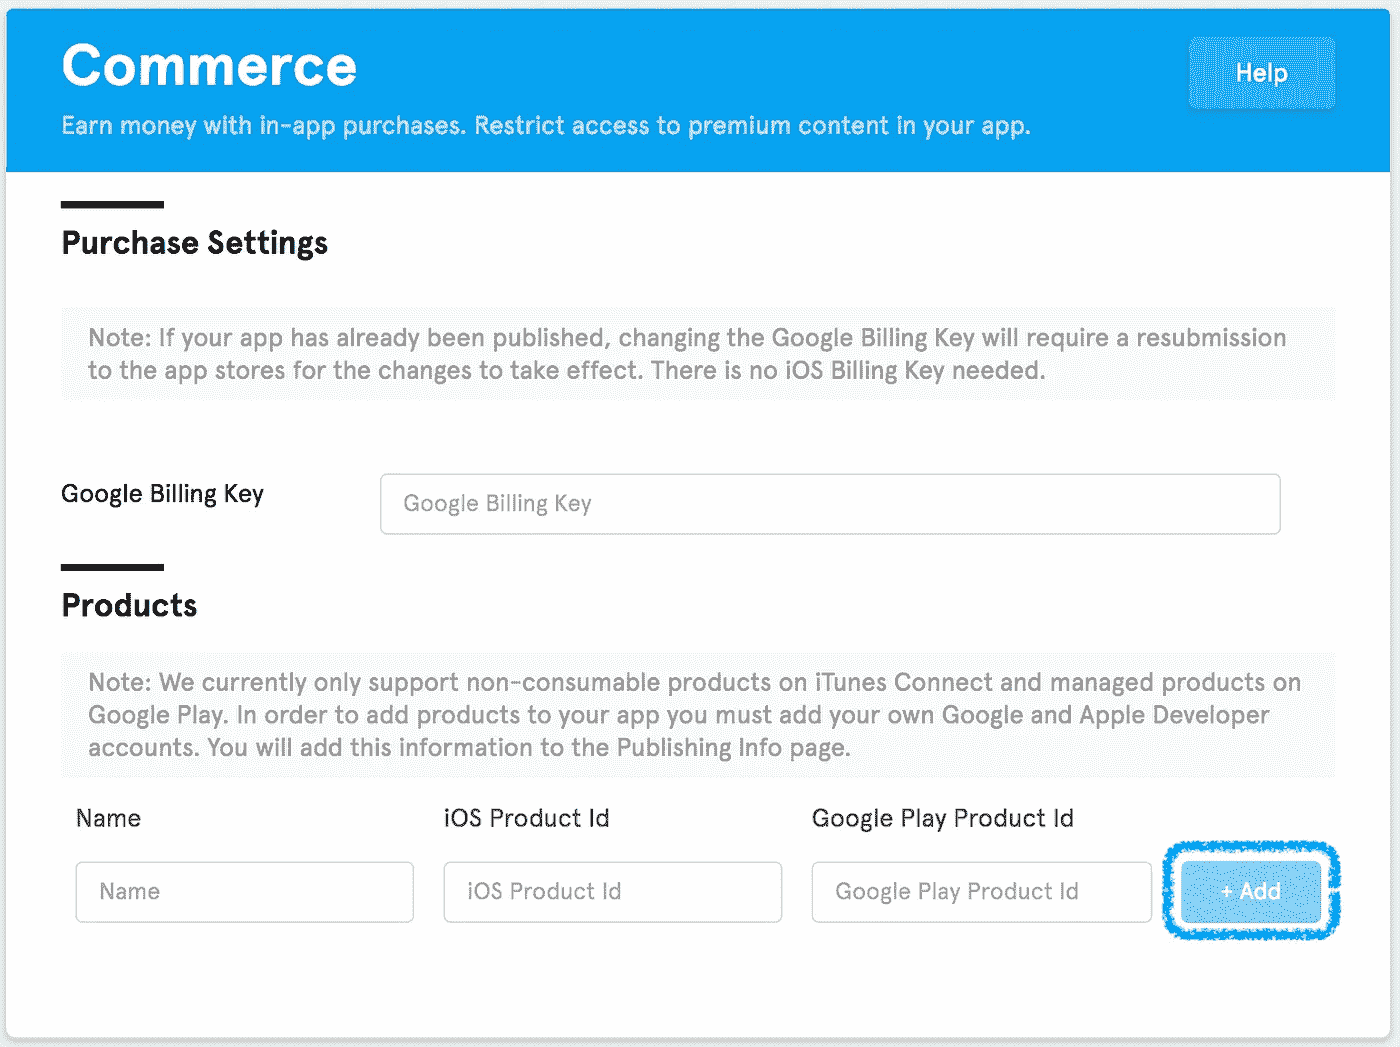 Commerce
Help
Earn money with in-app purchases. Restrict access to premium content in your app.
Purchase Settings
Note: If your app has already been published, changing the Google Billing Key will require a resubmission
to the app stores for the changes to take effect. There is no iOS Billing Key needed.
Google Billing Key
Google Billing Key
Products
Note: We currently only support non-consumable products on iTunes Connect and managed products on
Google Play. In order to add products to your app you must add your own Google and Apple Developer
accounts. You will add this information to the Publishing Info page.
Name iOS Product Id Google Play Product Id
Name iOS Product Id Google Play Product Id + Add